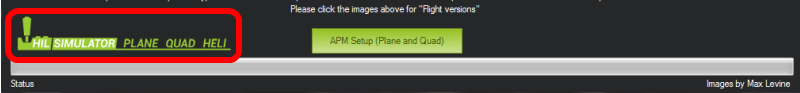 Please click the images above for "Flight versions"
HIL SIMULATOR PLANE QUAD HELI
APM Setup (Plane and Quad)
Status
Images by Max Levine